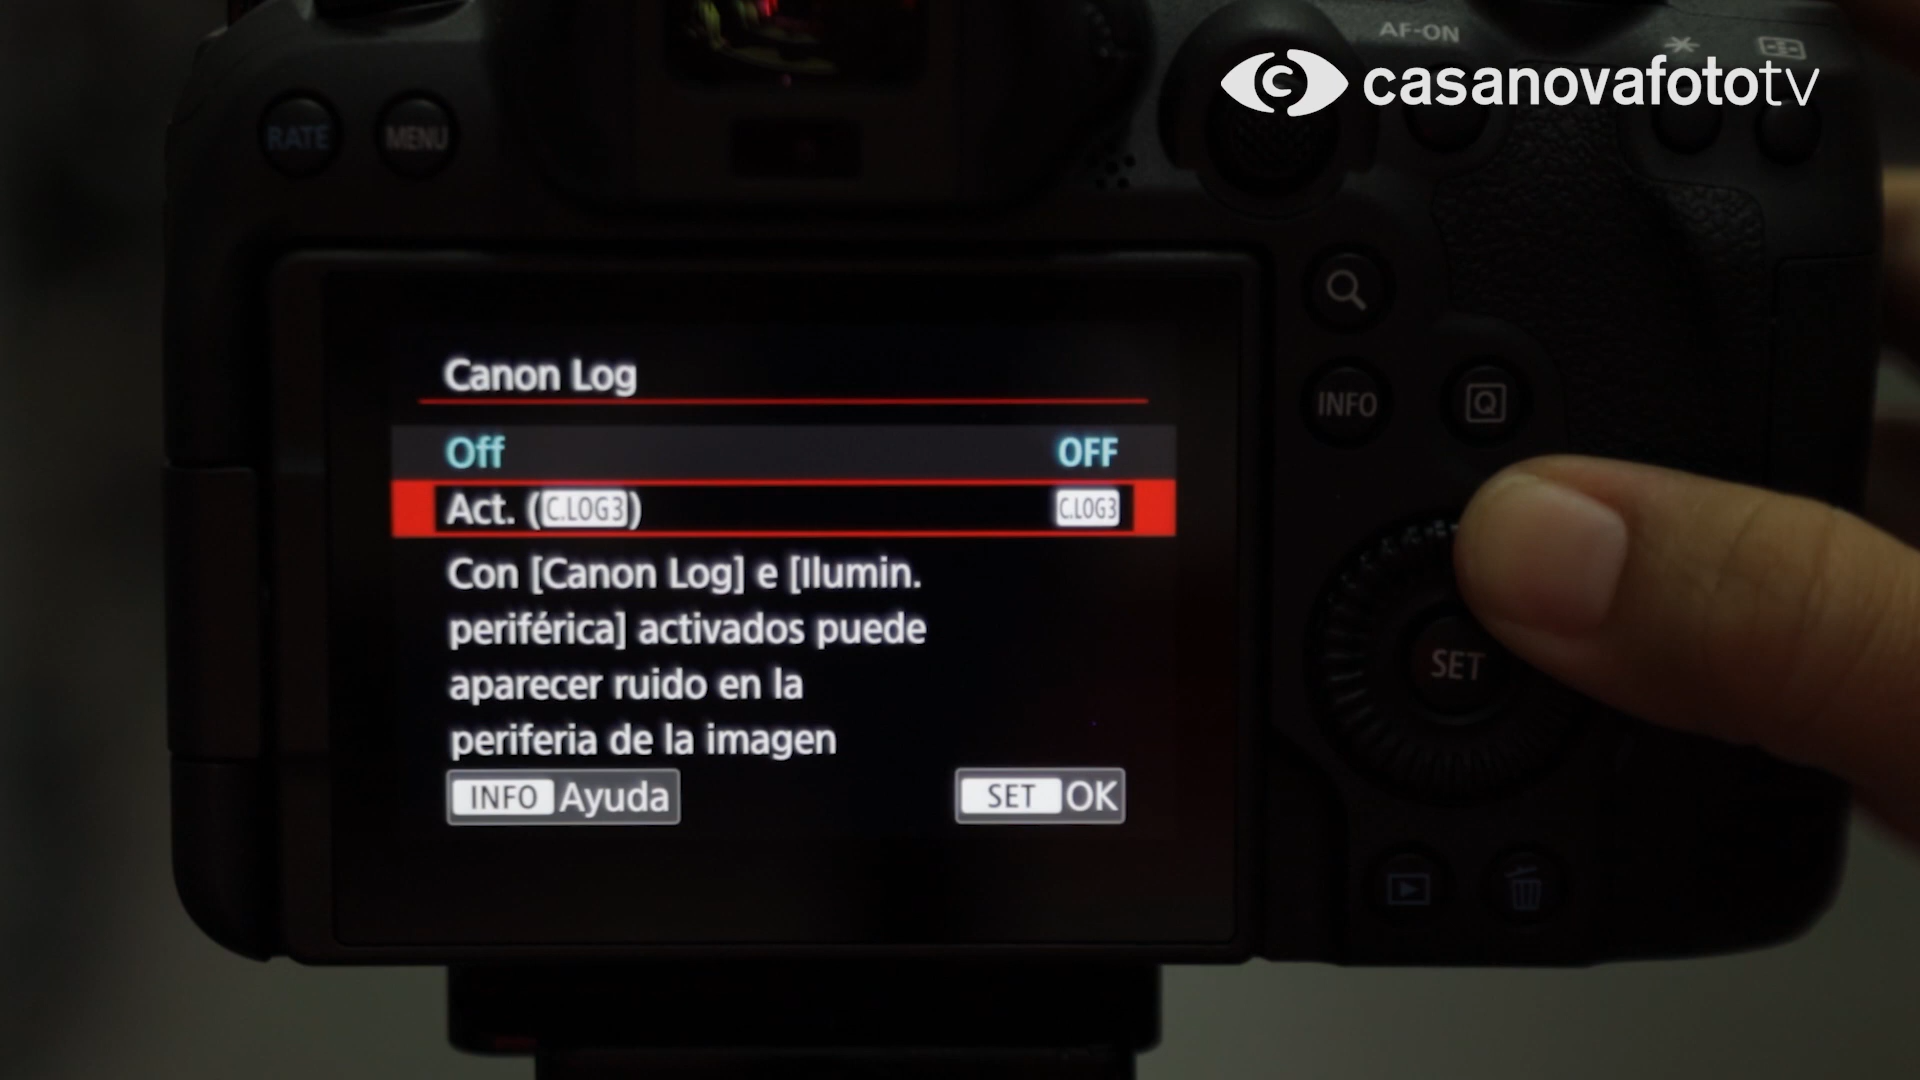 AF-ON
casanovafototv
RATE
MENU
INFO
Q
Canon Log
Off OFF
Act. (C.LOG3) C.LOG3
Con [Canon Log] e [Ilumin.
periférica] activados puede
aparecer ruido en la
periferia de la imagen
INFO Ayuda SET OK
SET